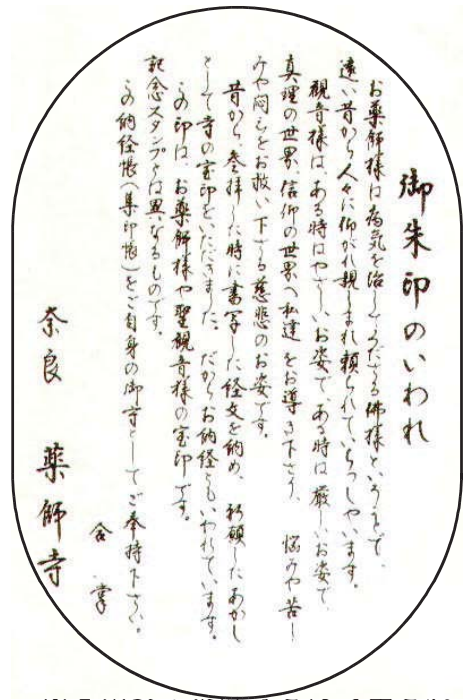 御朱印のいわれ
お薬師様は病気を治して下さる佛様ということで、
遠い昔から人々に仰がれ親しまれ頼られていらっしゃいます。
観音様は、ある時はやさしいお姿で、ある時は厳しいお姿で
真理の世界、信仰の世界へ私達をお導き下さり、悩みや苦し
みや悶えをお救い下さる慈悲のお姿です。
昔から参拝した時に書写した経文を納め、祈願したあかし
として寺の宝印をいただきました。だからお納経ともいわれています。
この印は、お薬師様や聖観音様の宝印です。
記念スタンプとは異なるものです。
この納経帳(集印帳)をご自身の御守としてご奉持下さい。
合掌
奈良 薬師寺